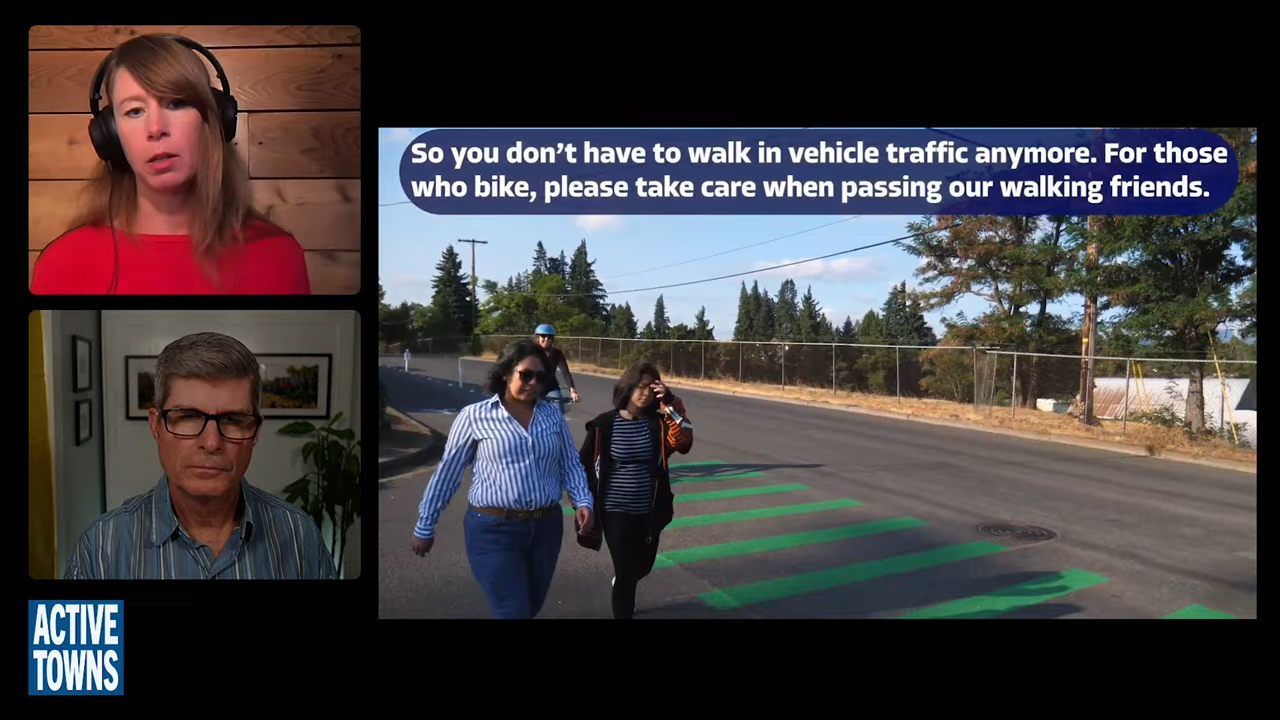 So you don't have to walk in vehicle traffic anymore. For those
who bike, please take care when passing our walking friends.
ACTIVE
TOWNS